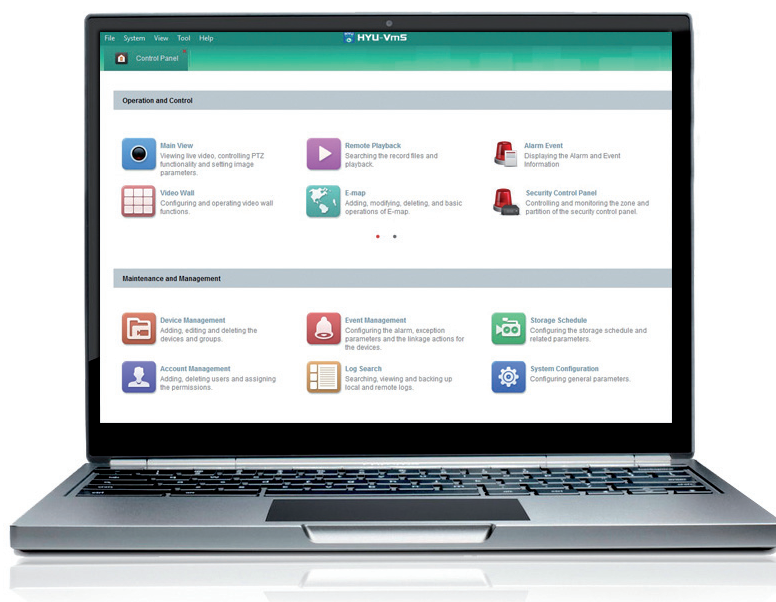 File System View Tool Help
HYU-VmS
Control Panel
Operation and Control
Main View
Viewing live video, controlling PTZ
functionality and setting image
parameters.
Remote Playback
Searching the record files and
playback.
Alarm Event
Displaying the Alarm and Event
Information
Video Wall
Configuring and operating video wall
functions.
E-map
Adding, modifying, deleting, and basic
operations of E-map.
Security Control Panel
Controlling and monitoring the zone and
partition of the security control panel.
Maintenance and Management
Device Management
Adding, editing and deleting the
devices and groups.
Event Management
Configuring the alarm, exception
parameters and the linkage actions for
the devices.
Storage Schedule
Configuring the storage schedule and
related parameters.
Account Management
Adding, deleting users and assigning
the permissions.
Log Search
Searching, viewing and backing up
local and remote logs.
System Configuration
Configuring general parameters.